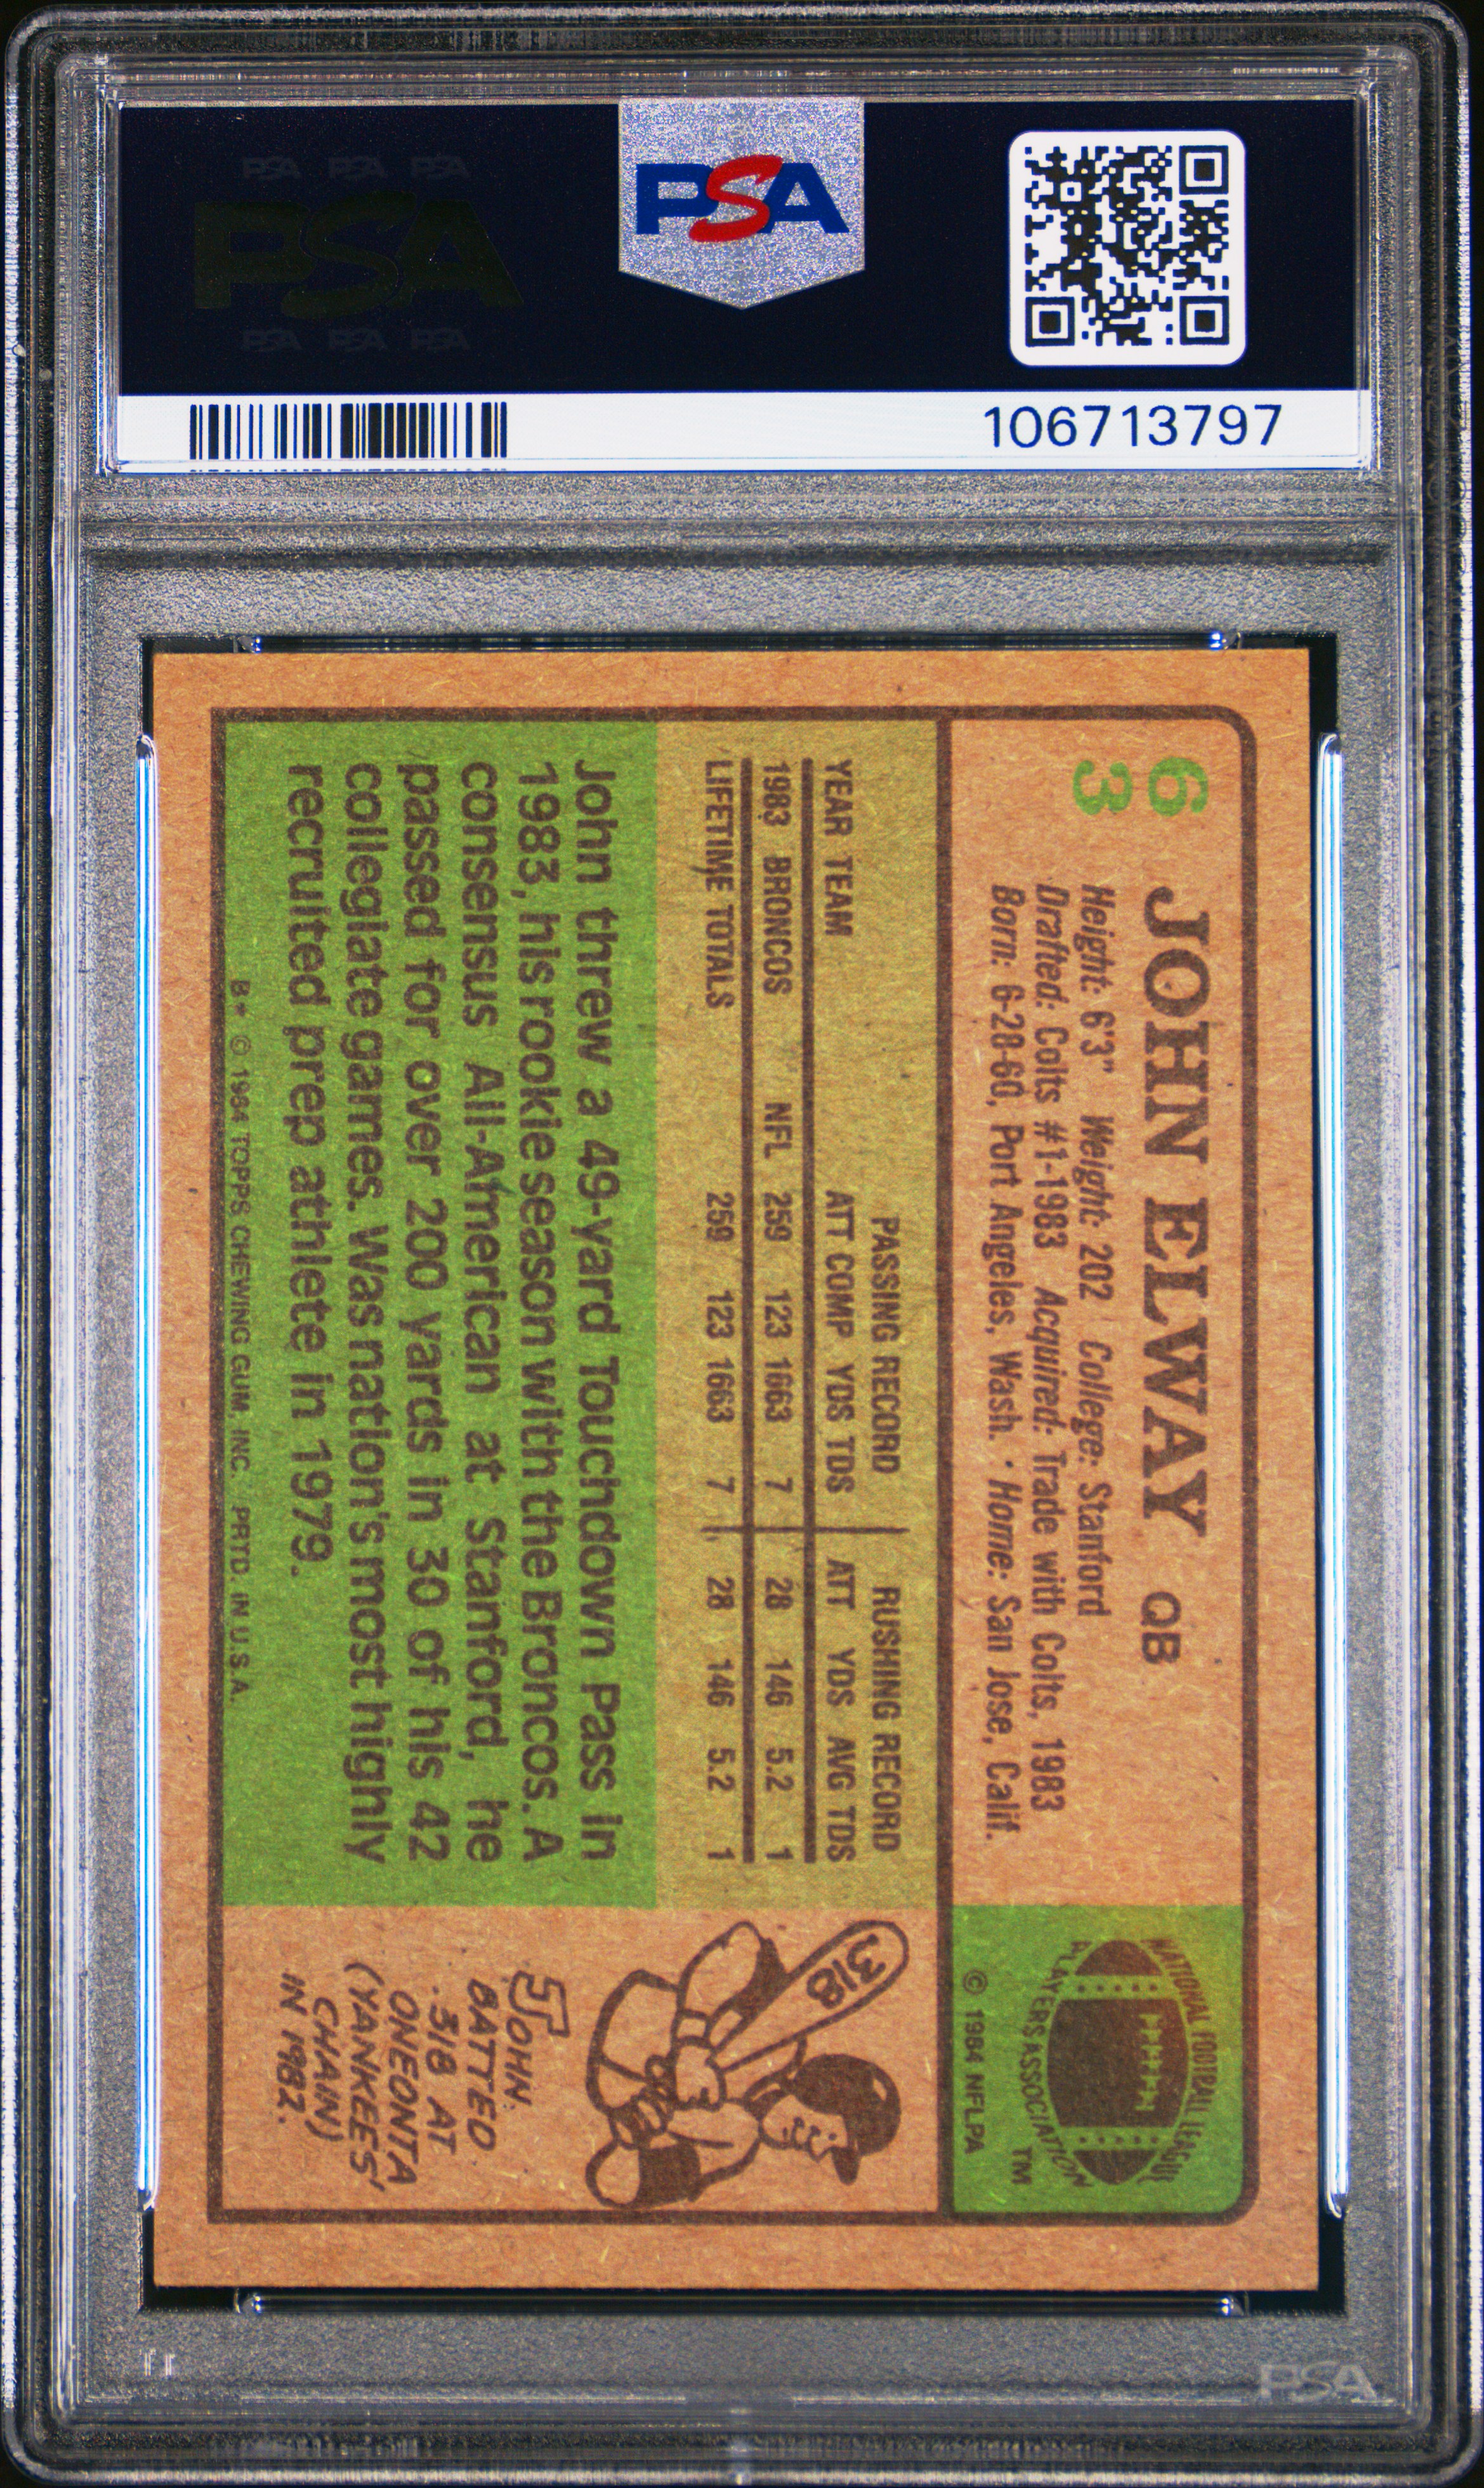 PSA PSA PSA
PSA
PSA PSA PSA
PSA
106713797
63
JOHN ELWAY QB
Height: 6'3" Weight: 202 College: Stanford
Drafted: Colts #1-1983 Acquired: Trade with Colts, 1983
Born: 6-28-60, Port Angeles, Wash. • Home: San Jose, Calif.
NATIONAL FOOTBALL LEAGUE
PLAYERS ASSOCIATION TM
© 1984 NFLPA
PASSING RECORD RUSHING RECORD
YEAR TEAM ATT COMP YDS TDS ATT YDS AVG TDS
1983 BRONCOS NFL 259 123 1663 7 28 146 5.2 1
LIFETIME TOTALS 259 123 1663 7 28 146 5.2 1
John threw a 49-yard Touchdown Pass in
1983, his rookie season with the Broncos. A
consensus All-American at Stanford, he
passed for over 200 yards in 30 of his 42
collegiate games. Was nation's most highly
recruited prep athlete in 1979.
318
JOHN
BATTED
.318 AT
ONEONTA
(YANKEES'
CHAIN)
IN 1982.
B* © 1984 TOPPS CHEWING GUM, INC. PRTD. IN U.S.A.
PSA